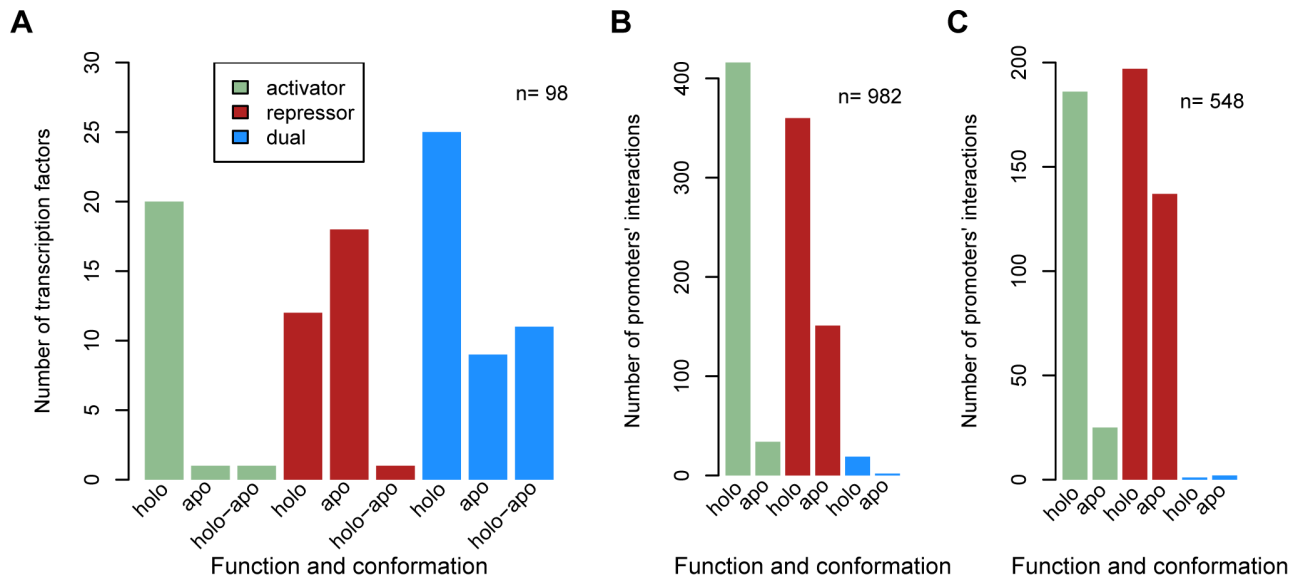 A
Number of transcription factors
30
25
20
15
10
5
0
activator
repressor
dual
n= 98
holo
apo
holo−apo
holo
apo
holo−apo
holo
apo
holo−apo
Function and conformation
B
Number of promoters' interactions
400
300
200
100
0
n= 982
holo
apo
holo
apo
holo
apo
Function and conformation
C
Number of promoters' interactions
200
150
100
50
0
n= 548
holo
apo
holo
apo
holo
apo
Function and conformation